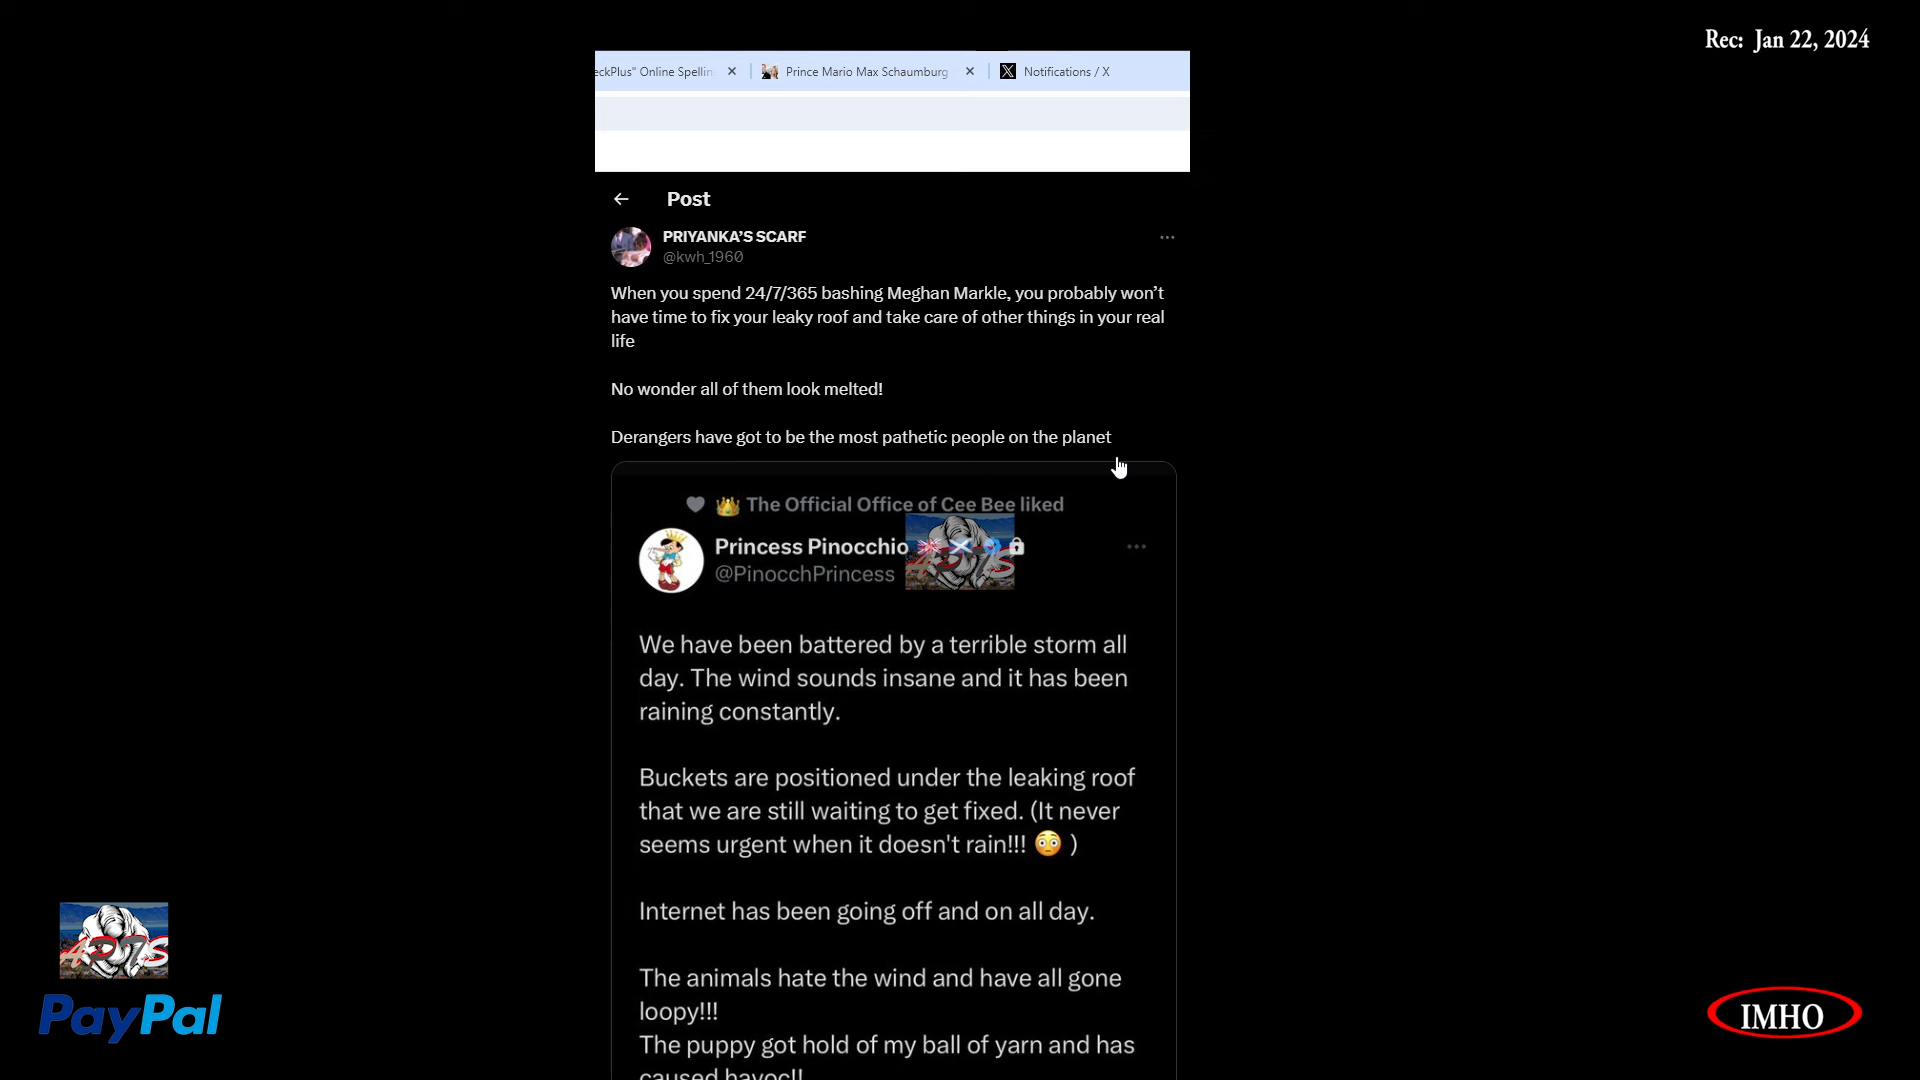 Rec: Jan 22, 2024
eckPlus" Online Spellin
Prince Mario Max Schaumburg
Notifications / X
Post
PRIYANKA'S SCARF
@kwh_1960
When you spend 24/7/365 bashing Meghan Markle, you probably won't
have time to fix your leaky roof and take care of other things in your real
life
No wonder all of them look melted!
Derangers have got to be the most pathetic people on the planet
The Official Office of Cee Bee liked
Princess Pinocchio
@PinocchPrincess
We have been battered by a terrible storm all
day. The wind sounds insane and it has been
raining constantly.
Buckets are positioned under the leaking roof
that we are still waiting to get fixed. (It never
seems urgent when it doesn't rain!!! 😳 )
Internet has been going off and on all day.
The animals hate the wind and have all gone
loopy!!!
The puppy got hold of my ball of yarn and has
caused havoc!!
PayPal
IMHO